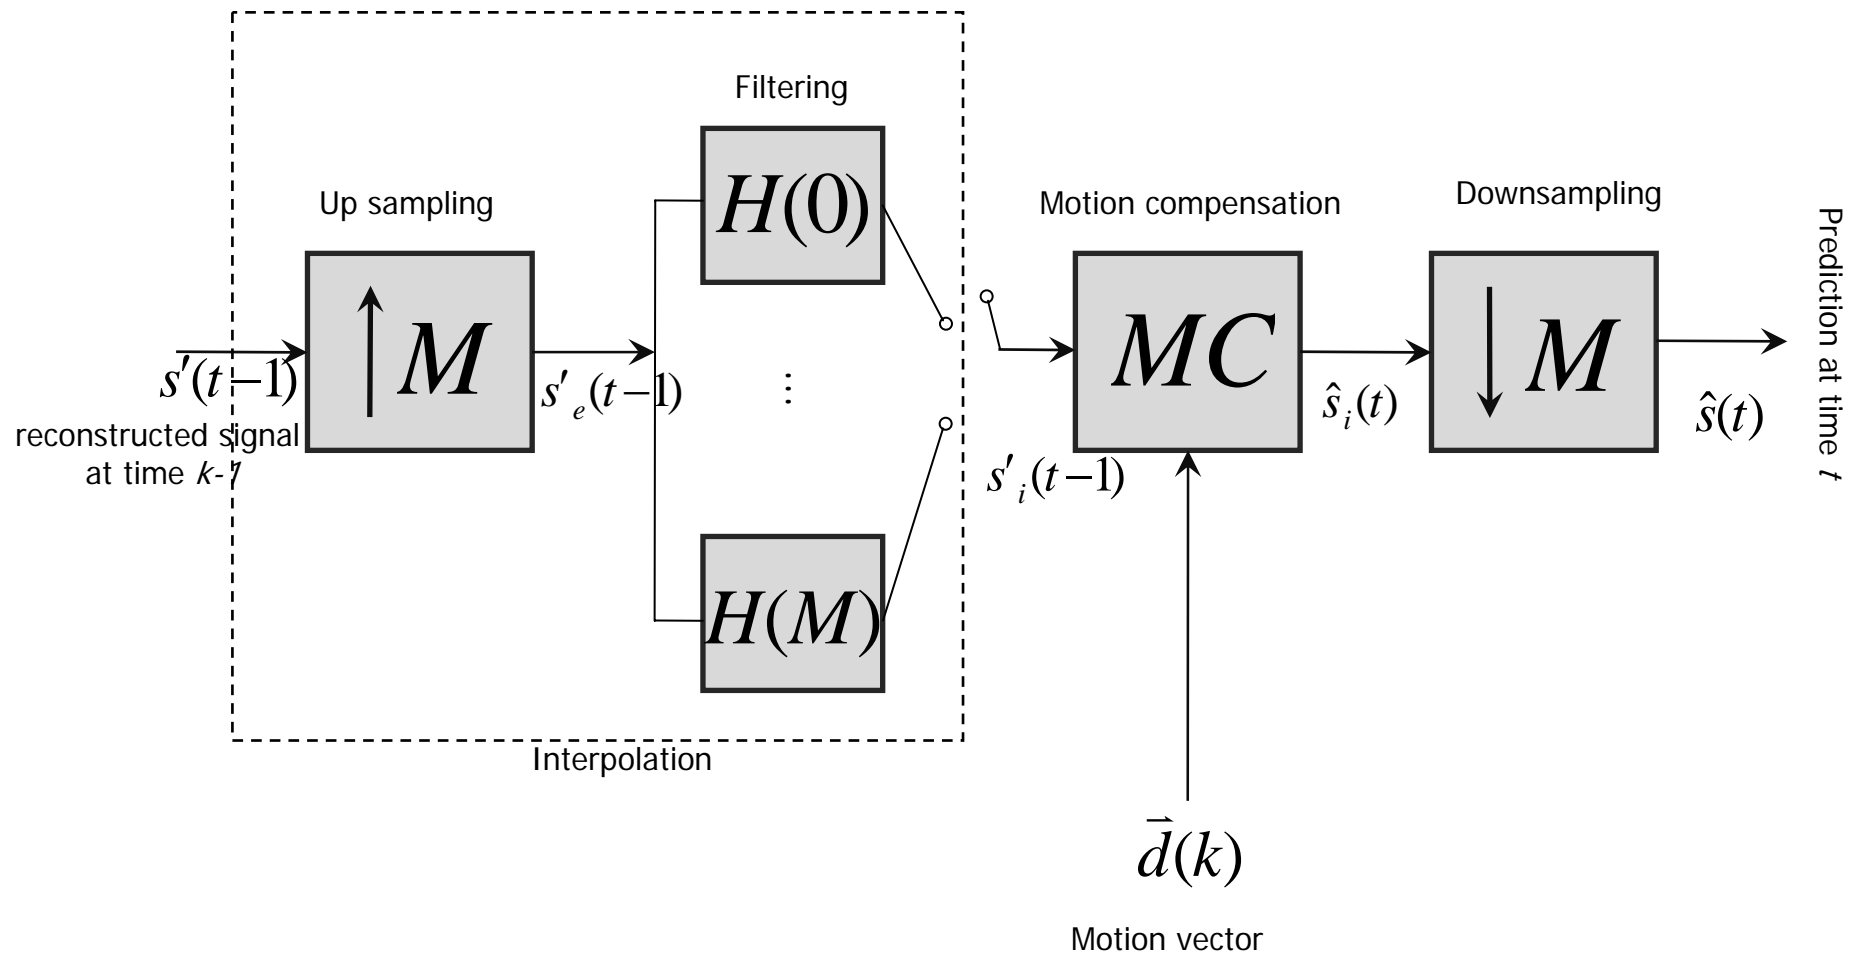 Filtering
H(0)
Up sampling
↑ M
s′(t−1)
reconstructed signal
at time k-1
s′e(t−1)
⋮
H(M)
Interpolation
Motion compensation
MC
s′i(t−1)
d⃗(k)
Motion vector
ŝi(t)
Downsampling
↓ M
ŝ(t)
Prediction at time t